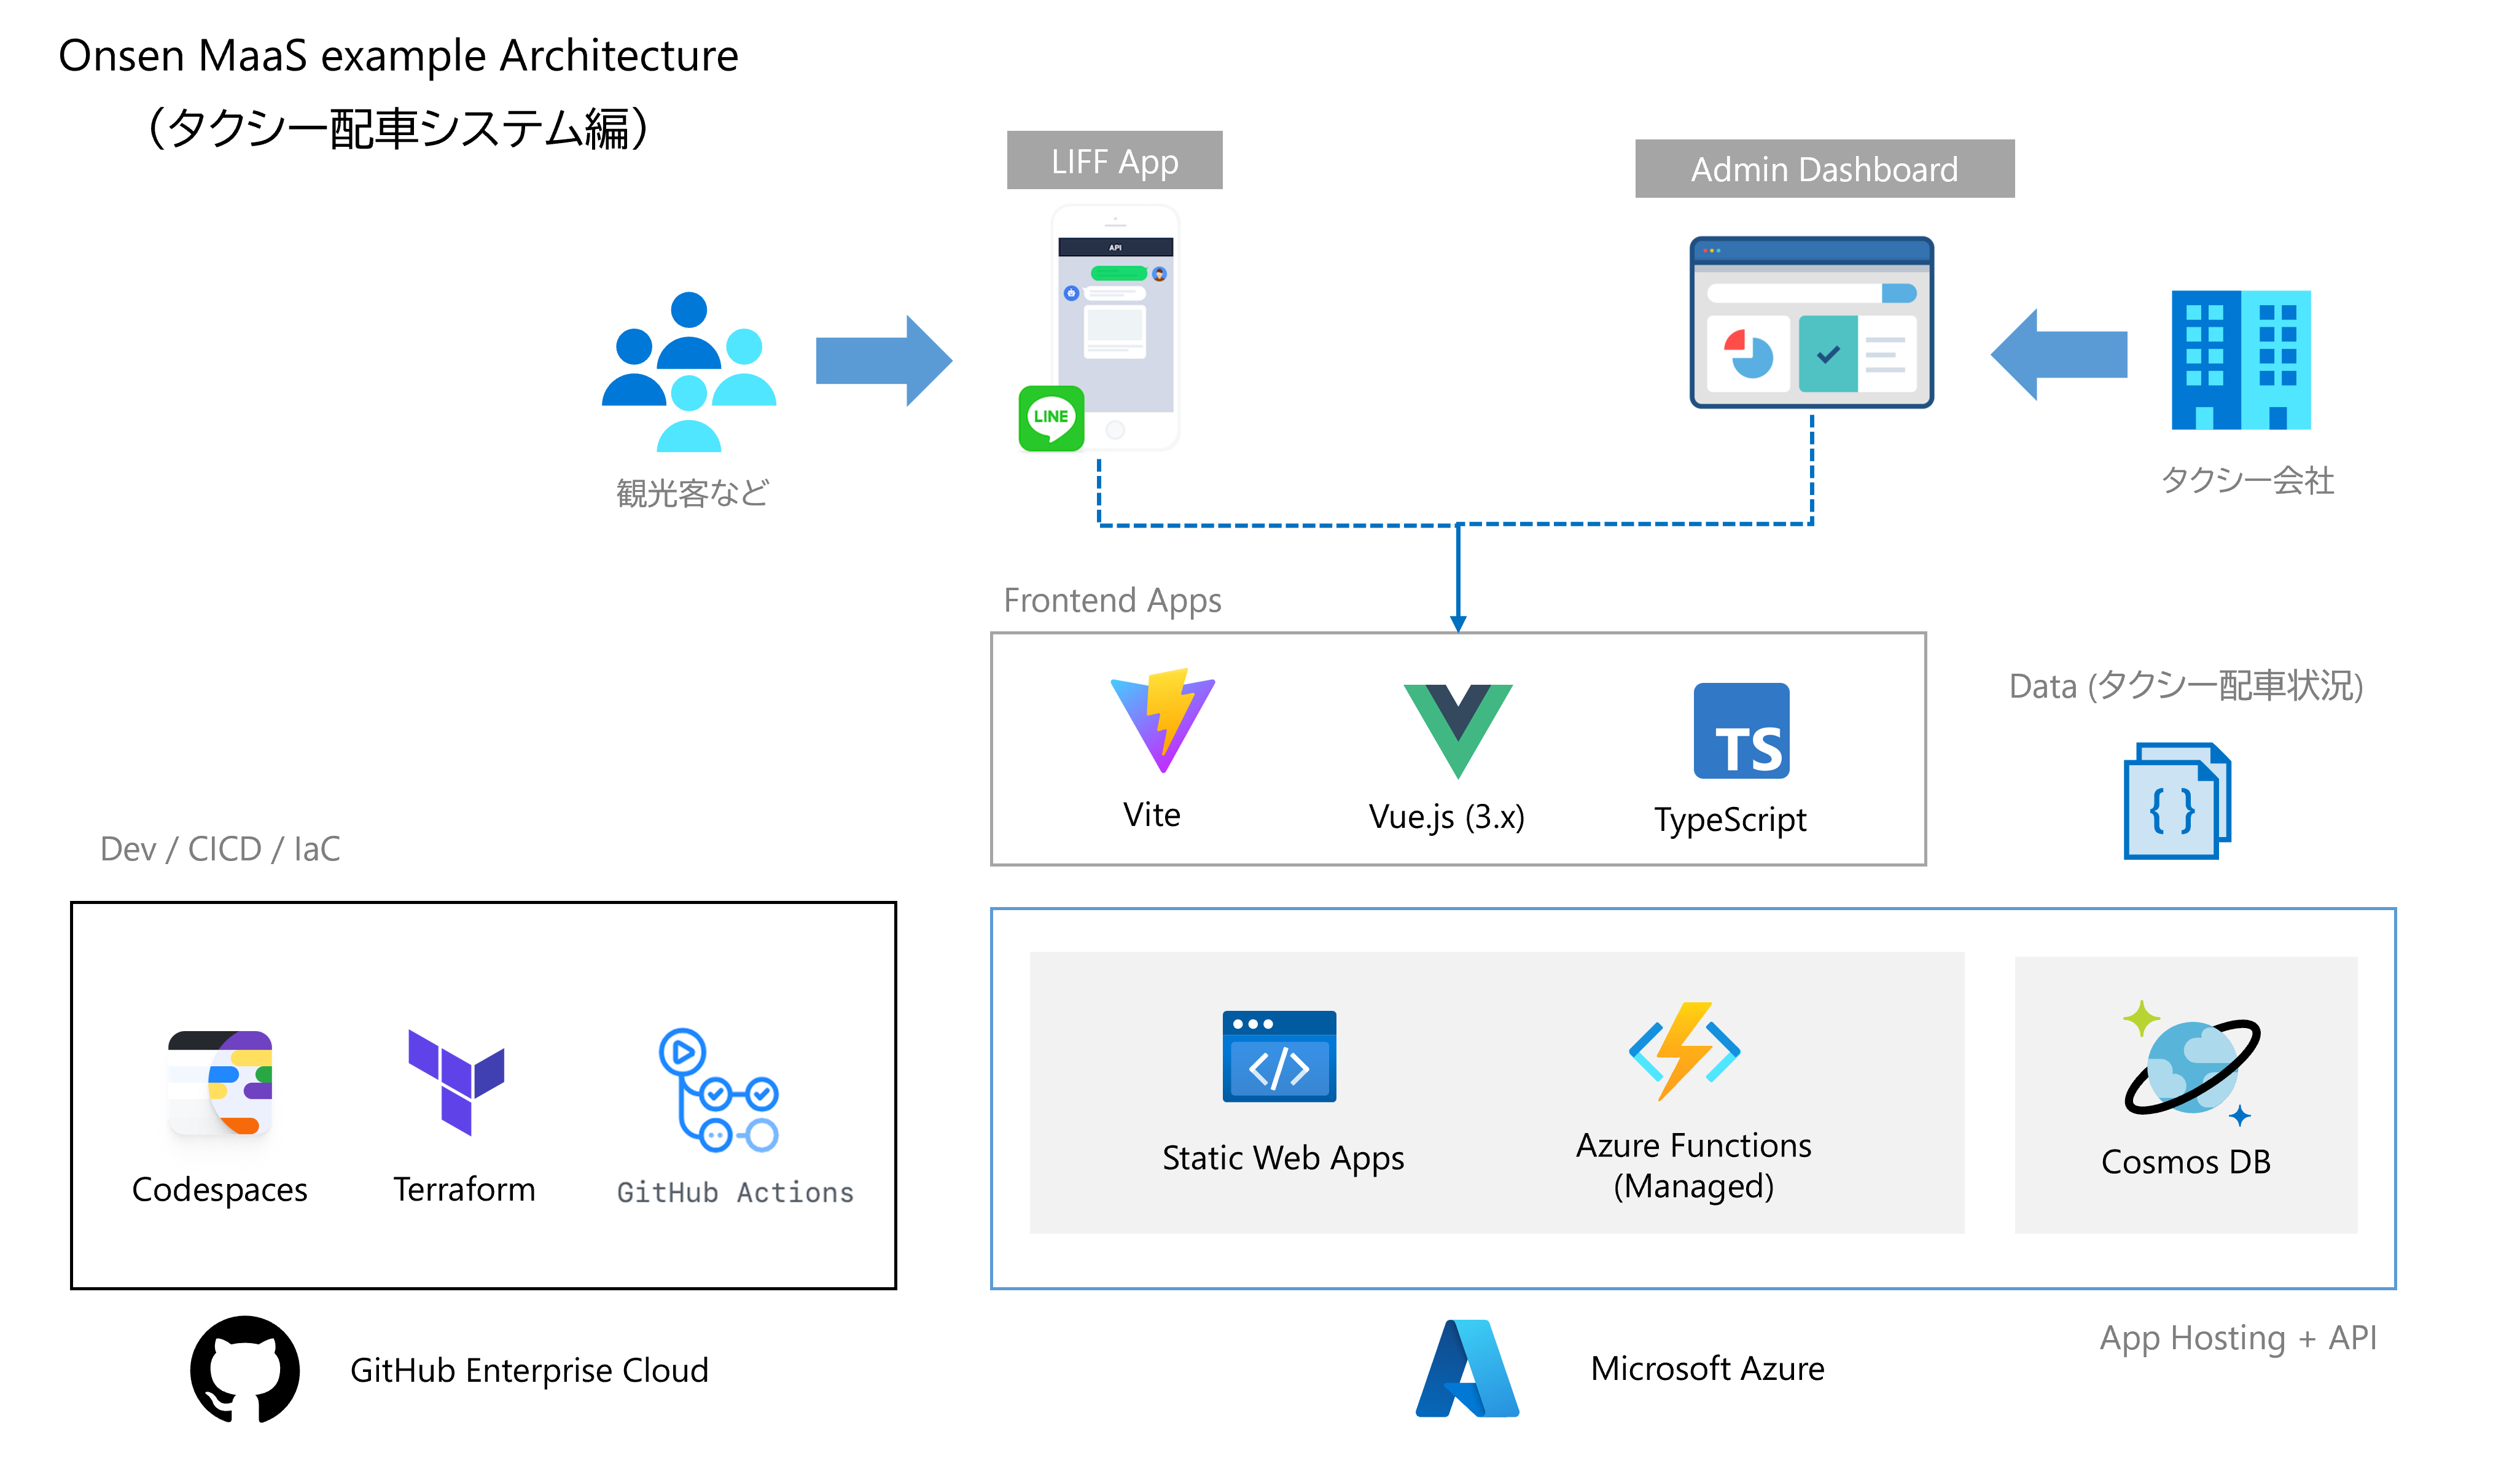 Onsen MaaS example Architecture
（タクシー配車システム編）
LIFF App
Admin Dashboard
API
LINE
観光客など
タクシー会社
Frontend Apps
Data (タクシー配車状況)
{ }
TS
Vite
Vue.js (3.x)
TypeScript
Dev / CICD / IaC
</>
Codespaces
Terraform
GitHub Actions
Static Web Apps
Azure Functions
(Managed)
Cosmos DB
GitHub Enterprise Cloud
Microsoft Azure
App Hosting + API